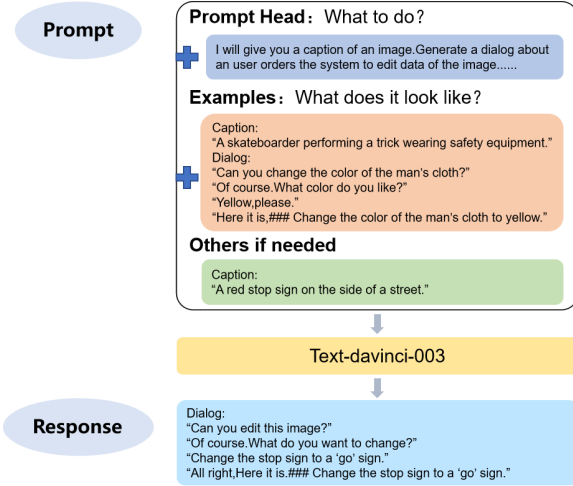 Prompt
Prompt Head： What to do?
I will give you a caption of an image.Generate a dialog about
an user orders the system to edit data of the image......
Examples： What does it look like?
Caption:
“A skateboarder performing a trick wearing safety equipment.”
Dialog:
“Can you change the color of the man‘s cloth?”
“Of course.What color do you like?”
“Yellow,please.”
“Here it is,### Change the color of the man‘s cloth to yellow.”
Others if needed
Caption:
“A red stop sign on the side of a street.”
Text-davinci-003
Response
Dialog:
“Can you edit this image?”
“Of course.What do you want to change?”
“Change the stop sign to a ‘go’ sign.”
“All right,Here it is.### Change the stop sign to a ‘go’ sign.”